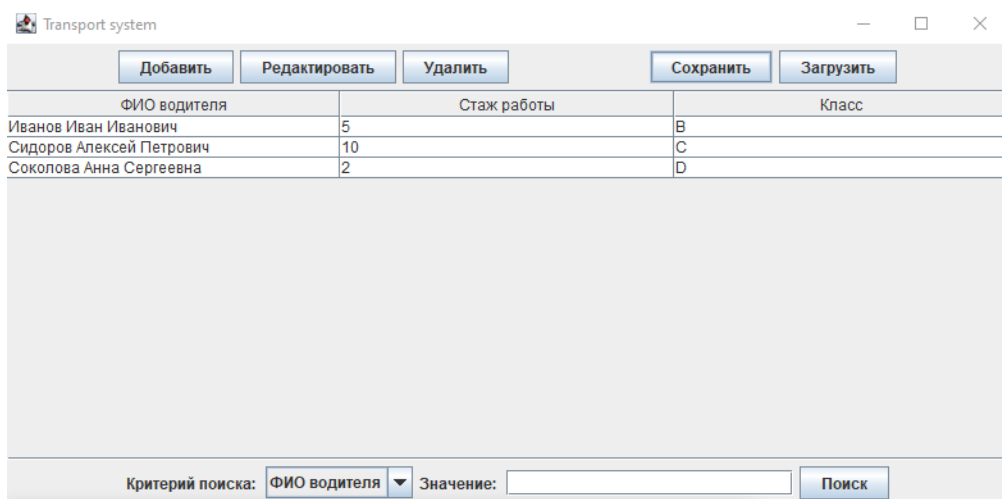 Transport system
Добавить Редактировать Удалить Сохранить Загрузить
ФИО водителя Стаж работы Класс
Иванов Иван Иванович 5 B
Сидоров Алексей Петрович 10 C
Соколова Анна Сергеевна 2 D
Критерий поиска: ФИО водителя Значение: Поиск